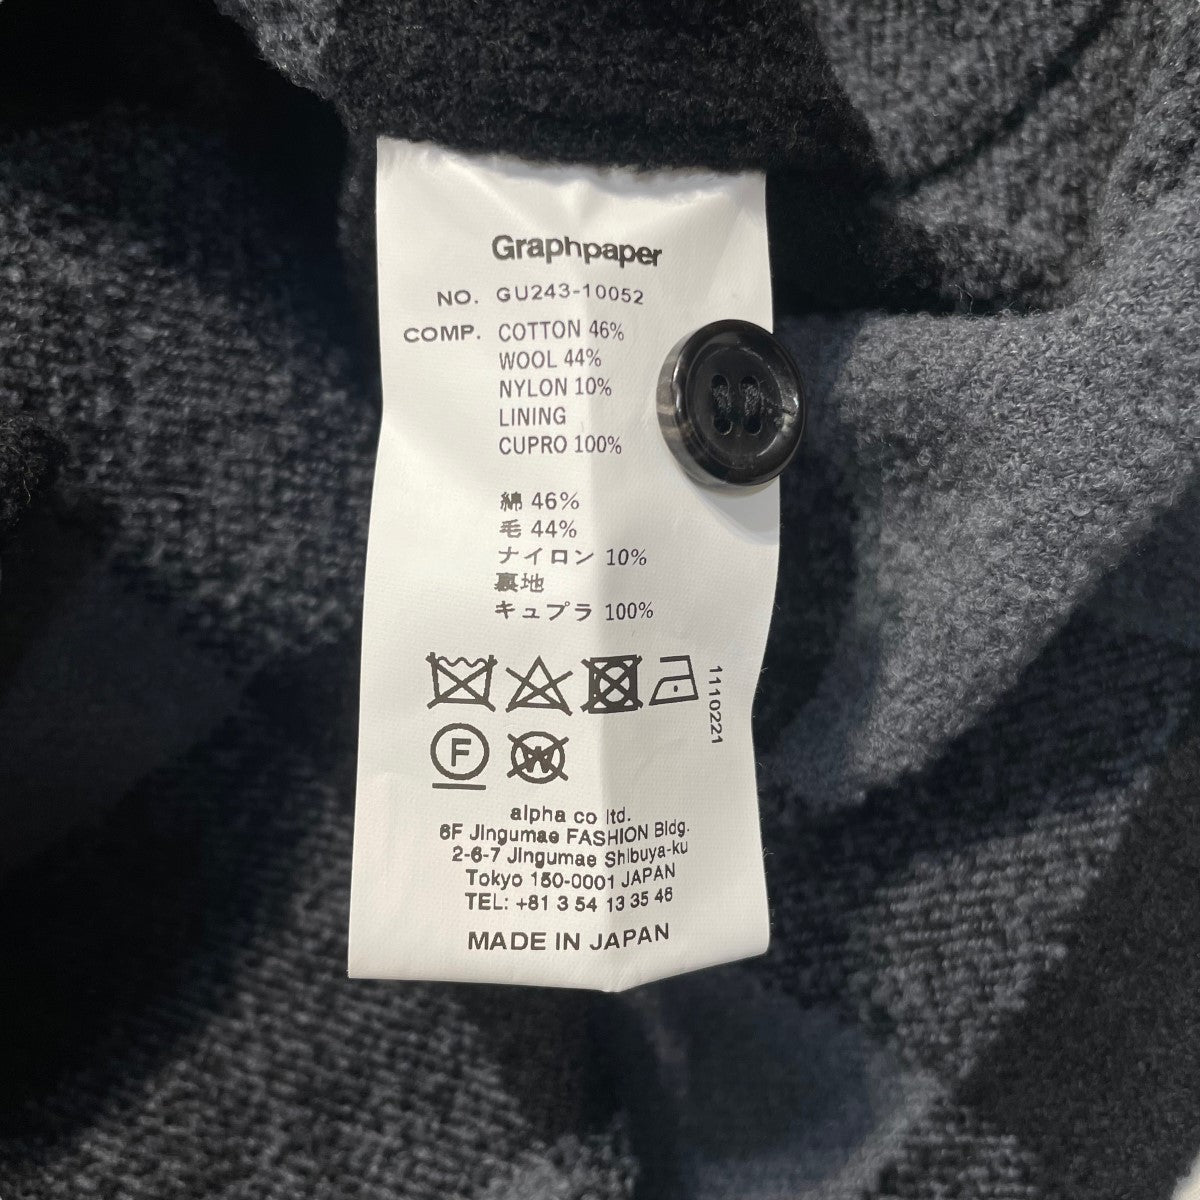 Graphpaper
NO. GU243-10052
COMP. COTTON 46%
WOOL 44%
NYLON 10%
LINING
CUPRO 100%
綿 46%
毛 44%
ナイロン 10%
裏地
キュプラ 100%
1110221
F
W
alpha co ltd.
6F Jingumae FASHION Bldg.
2-6-7 Jingumae Shibuya-ku
Tokyo 150-0001 JAPAN
TEL: +81 3 54 13 35 46
MADE IN JAPAN